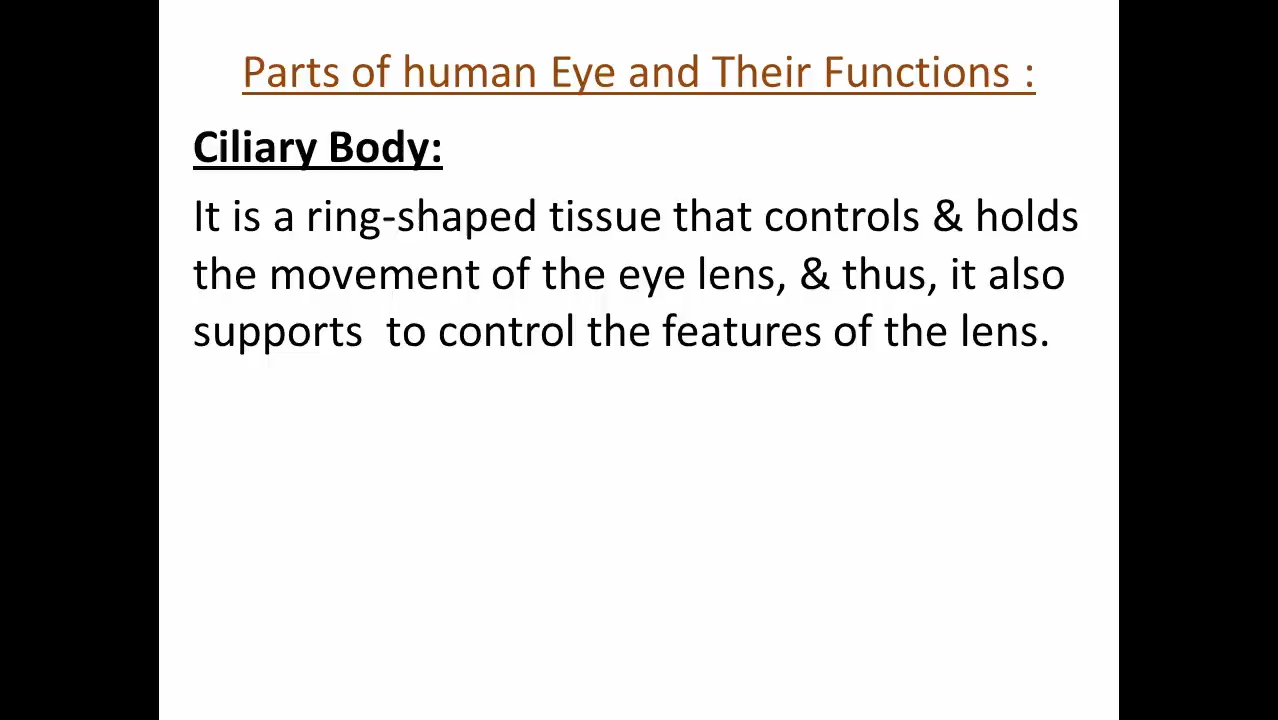 Parts of human Eye and Their Functions :
Ciliary Body:
It is a ring-shaped tissue that controls & holds
the movement of the eye lens, & thus, it also
supports  to control the features of the lens.